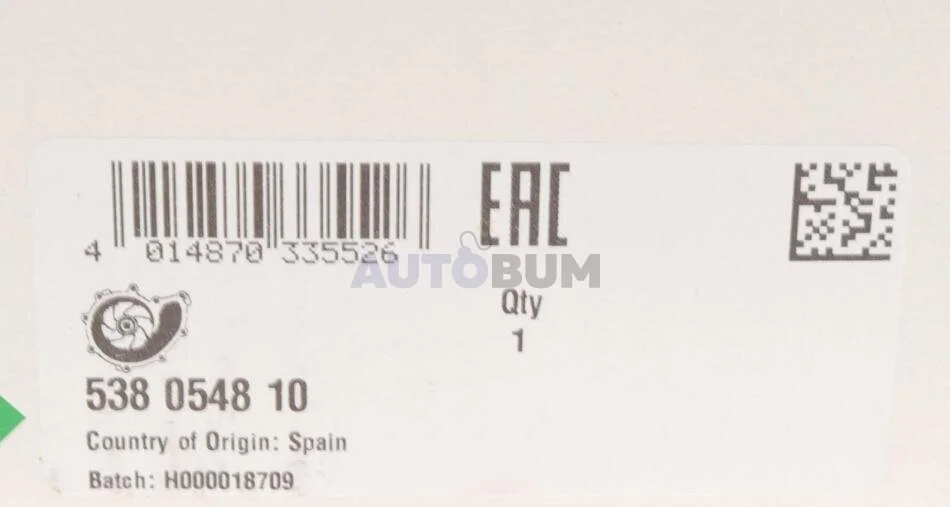 4 014870 335526
EAC
AUTOBUM
Qty
1
538 0548 10
Country of Origin: Spain
Batch: H000018709